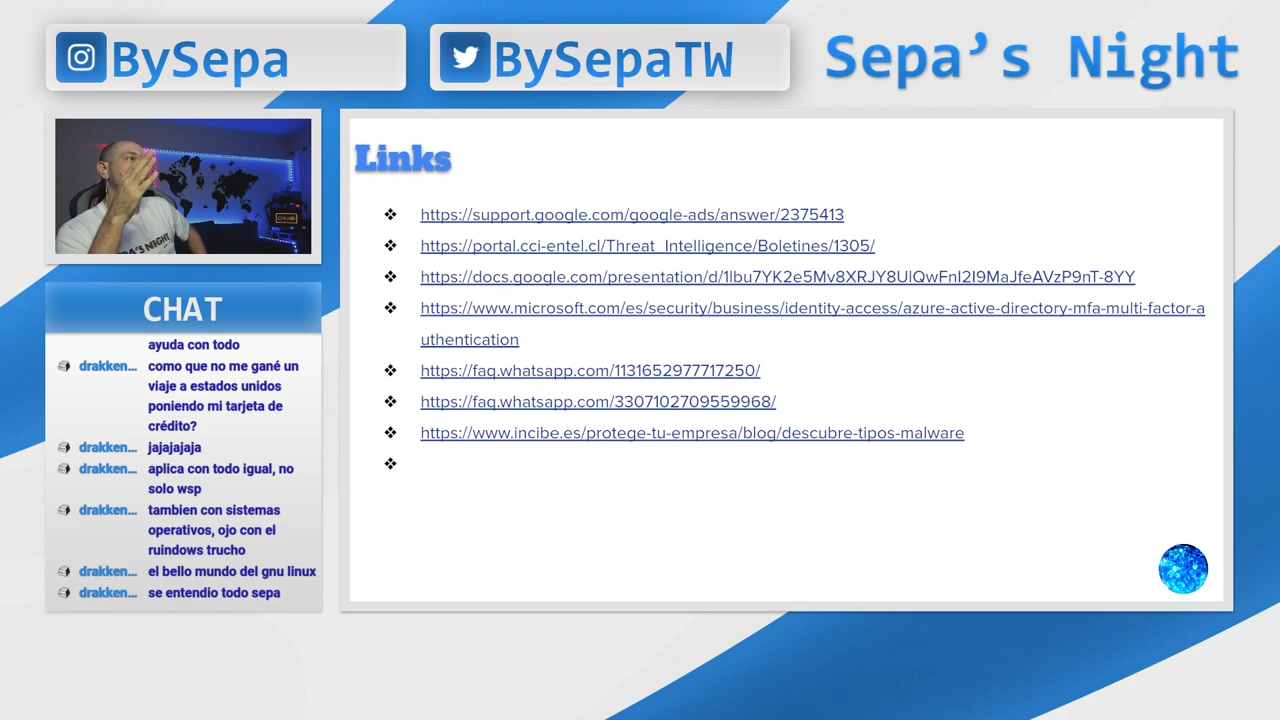 BySepa
BySepaTW
Sepa’s Night
Links
❖ https://support.google.com/google-ads/answer/2375413
❖ https://portal.cci-entel.cl/Threat_Intelligence/Boletines/1305/
❖ https://docs.google.com/presentation/d/1lbu7YK2e5Mv8XRJY8UlQwFnI2I9MaJfeAVzP9nT-8YY
❖ https://www.microsoft.com/es/security/business/identity-access/azure-active-directory-mfa-multi-factor-a
uthentication
❖ https://faq.whatsapp.com/1131652977717250/
❖ https://faq.whatsapp.com/3307102709559968/
❖ https://www.incibe.es/protege-tu-empresa/blog/descubre-tipos-malware
❖
CHAT
ayuda con todo
drakken... como que no me gané un
viaje a estados unidos
poniendo mi tarjeta de
crédito?
drakken... jajajajaja
drakken... aplica con todo igual, no
solo wsp
drakken... tambien con sistemas
operativos, ojo con el
ruindows trucho
drakken... el bello mundo del gnu linux
drakken... se entendio todo sepa